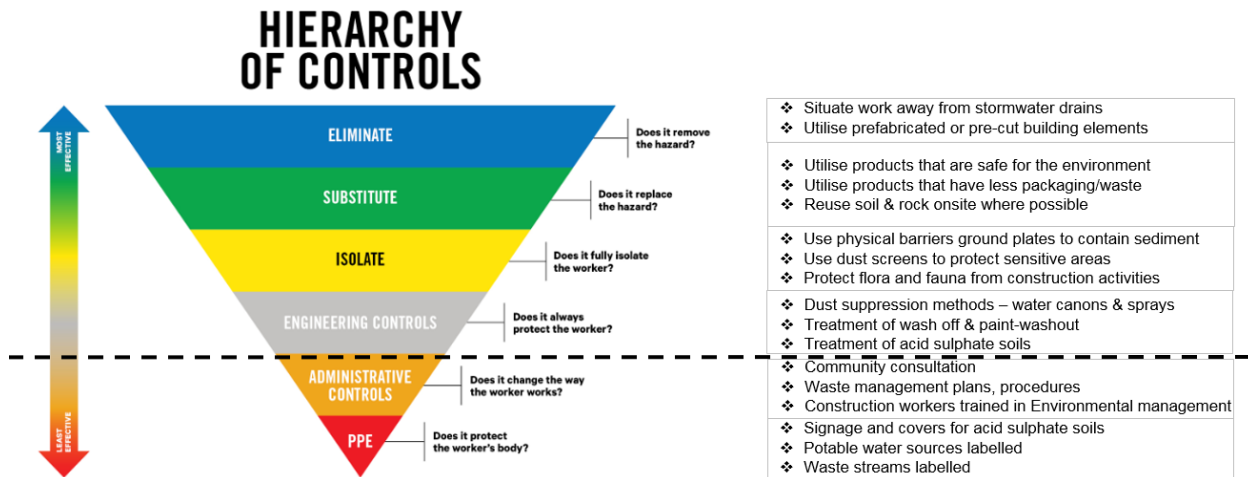 HIERARCHY
OF CONTROLS
MOST
EFFECTIVE
LEAST
EFFECTIVE
ELIMINATE
Does it remove
the hazard?
SUBSTITUTE
Does it replace
the hazard?
ISOLATE
Does it fully isolate
the worker?
ENGINEERING CONTROLS
Does it always
protect the worker?
ADMINISTRATIVE
CONTROLS
Does it change the way
the worker works?
PPE
Does it protect
the worker's body?
❖ Situate work away from stormwater drains
❖ Utilise prefabricated or pre-cut building elements
❖ Utilise products that are safe for the environment
❖ Utilise products that have less packaging/waste
❖ Reuse soil & rock onsite where possible
❖ Use physical barriers ground plates to contain sediment
❖ Use dust screens to protect sensitive areas
❖ Protect flora and fauna from construction activities
❖ Dust suppression methods – water canons & sprays
❖ Treatment of wash off & paint-washout
❖ Treatment of acid sulphate soils
❖ Community consultation
❖ Waste management plans, procedures
❖ Construction workers trained in Environmental management
❖ Signage and covers for acid sulphate soils
❖ Potable water sources labelled
❖ Waste streams labelled